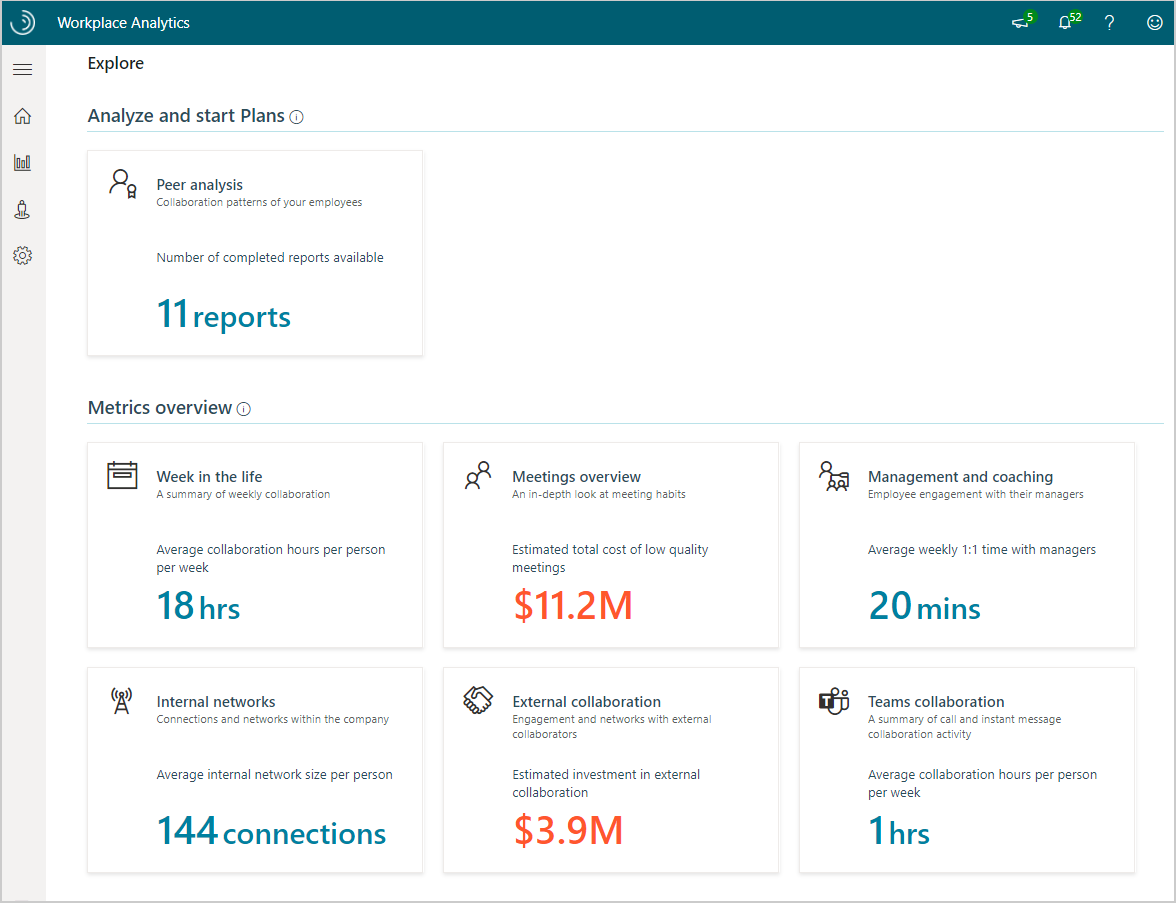 Workplace Analytics
5
52
?
Explore
Analyze and start Plans
Peer analysis
Collaboration patterns of your employees
Number of completed reports available
11 reports
Metrics overview
Week in the life
A summary of weekly collaboration
Average collaboration hours per person
per week
18 hrs
Meetings overview
An in-depth look at meeting habits
Estimated total cost of low quality
meetings
$11.2M
Management and coaching
Employee engagement with their managers
Average weekly 1:1 time with managers
20 mins
Internal networks
Connections and networks within the company
Average internal network size per person
144 connections
External collaboration
Engagement and networks with external
collaborators
Estimated investment in external
collaboration
$3.9M
T
Teams collaboration
A summary of call and instant message
collaboration activity
Average collaboration hours per person
per week
1 hrs